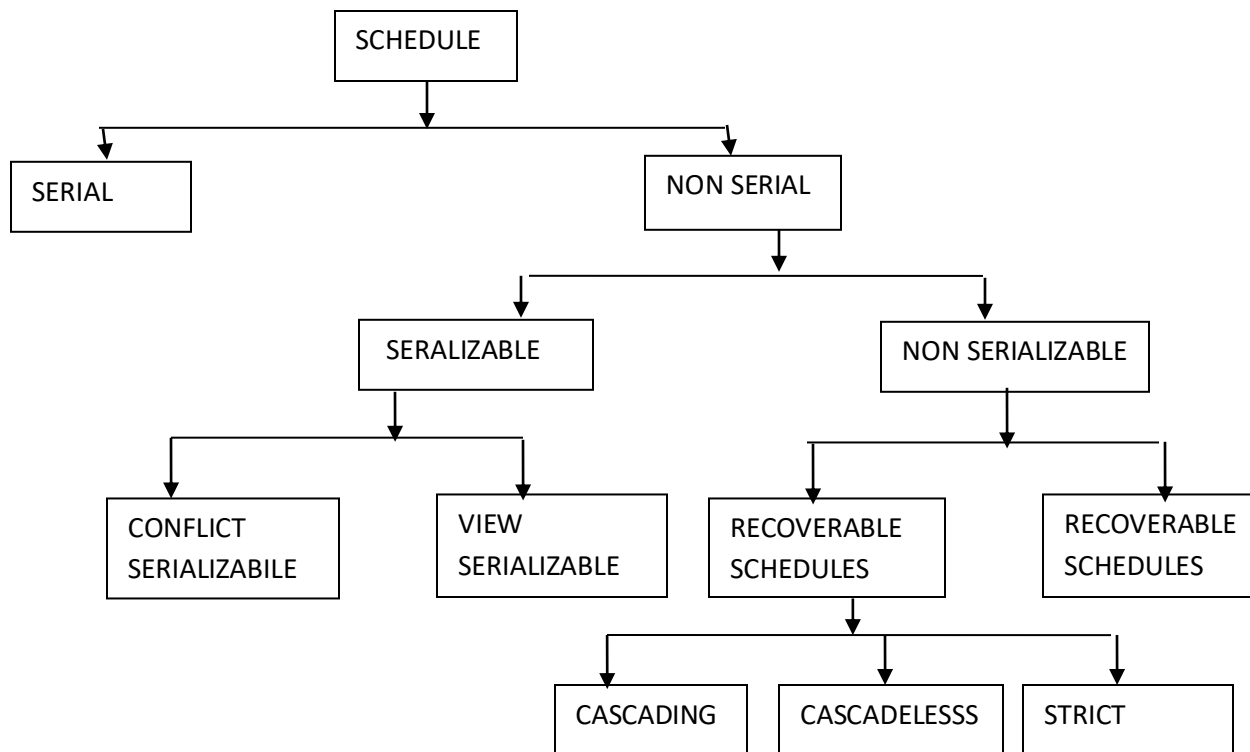 SCHEDULE
SERIAL
NON SERIAL
SERALIZABLE
NON SERIALIZABLE
CONFLICT
SERIALIZABILE
VIEW
SERIALIZABLE
RECOVERABLE
SCHEDULES
RECOVERABLE
SCHEDULES
CASCADING
CASCADELESSS
STRICT